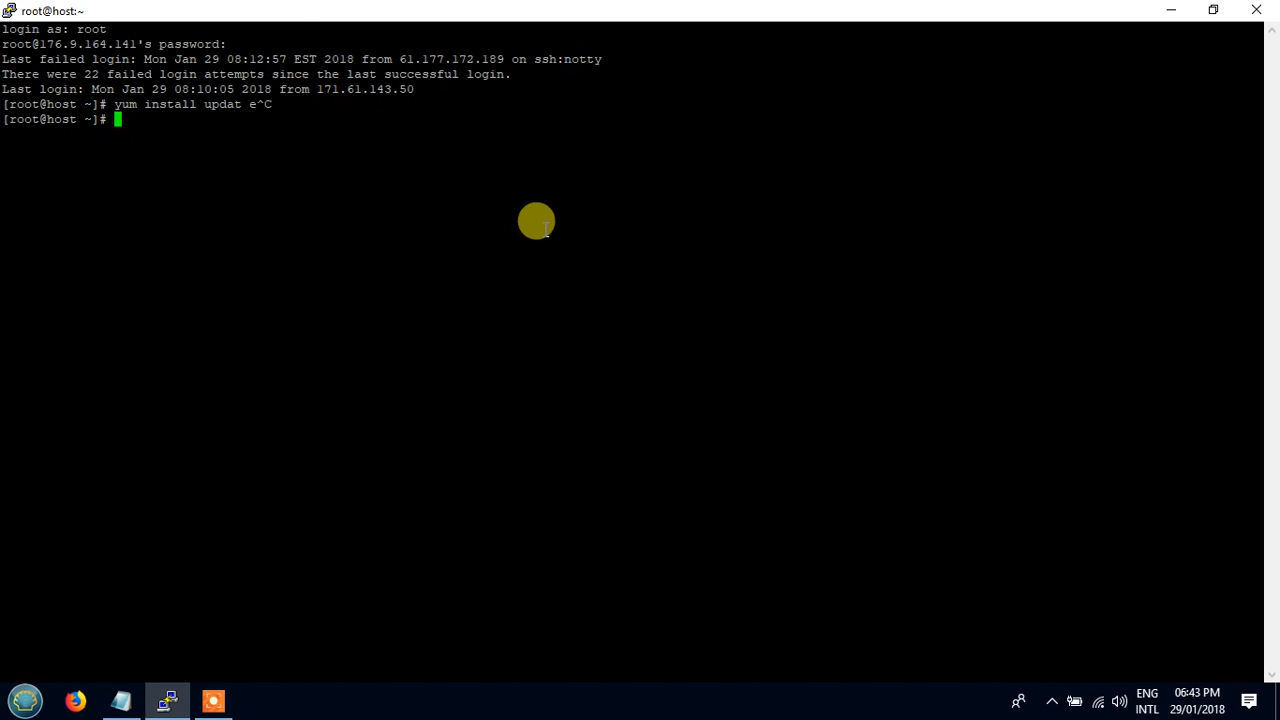 root@host:~
login as: root
root@176.9.164.141's password:
Last failed login: Mon Jan 29 08:12:57 EST 2018 from 61.177.172.189 on ssh:notty
There were 22 failed login attempts since the last successful login.
Last login: Mon Jan 29 08:10:05 2018 from 171.61.143.50
[root@host ~]# yum install updat e^C
[root@host ~]#
ENG 06:43 PM
INTL 29/01/2018